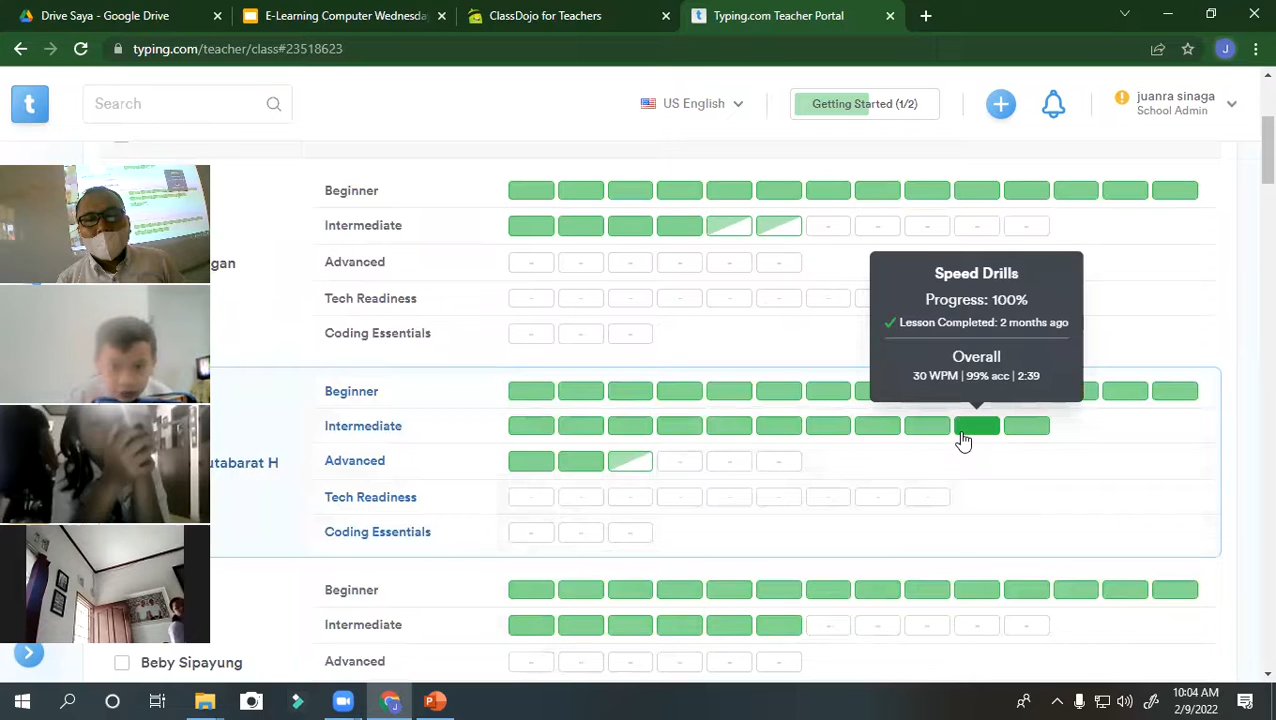 Drive Saya - Google Drive
E-Learning Computer Wednesda
ClassDojo for Teachers
Typing.com Teacher Portal
typing.com/teacher/class#23518623
J
t
Search
US English
Getting Started (1/2)
juanra sinaga
School Admin
Beginner
Intermediate
gan
Advanced
Tech Readiness
Coding Essentials
Speed Drills
Progress: 100%
Lesson Completed: 2 months ago
Overall
30 WPM | 99% acc | 2:39
Beginner
Intermediate
utabarat H
Advanced
Tech Readiness
Coding Essentials
Beginner
Intermediate
Beby Sipayung
Advanced
10:04 AM
2/9/2022